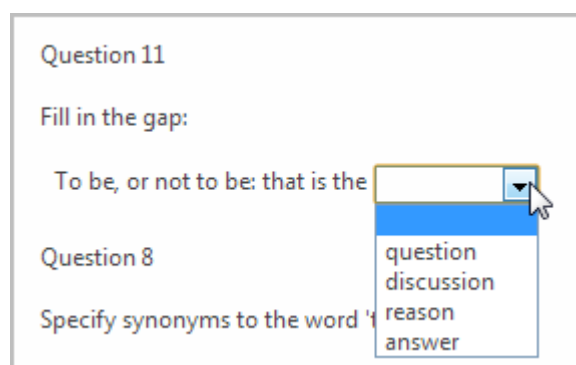 Question 11
Fill in the gap:
To be, or not to be: that is the
question
discussion
reason
answer
Question 8
Specify synonyms to the word '